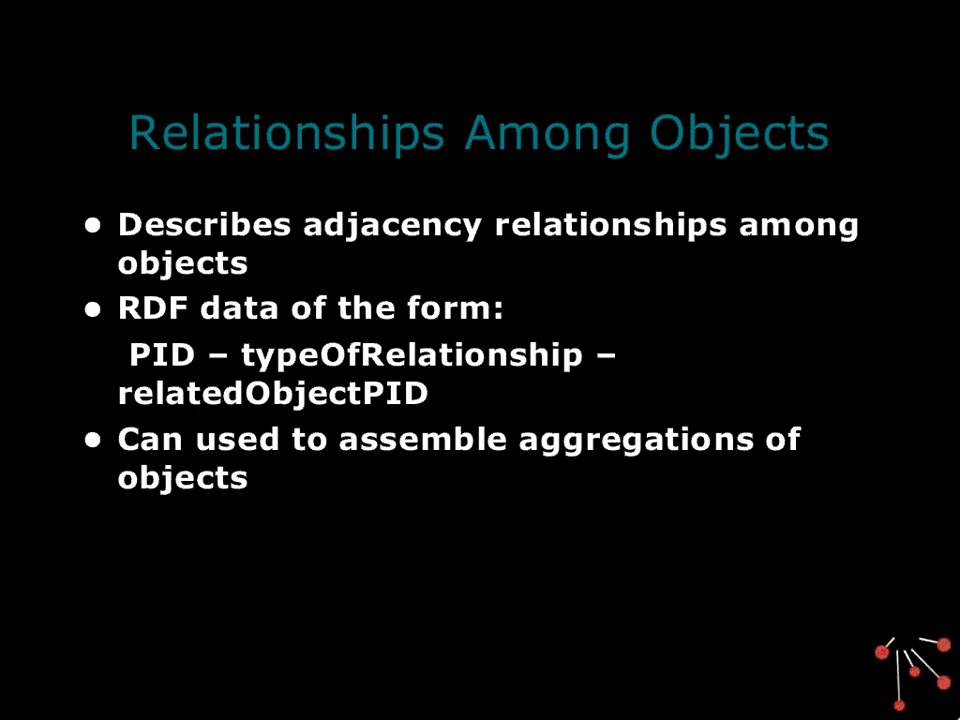 Relationships Among Objects
• Describes adjacency relationships among
objects
• RDF data of the form:
PID – typeOfRelationship –
relatedObjectPID
• Can used to assemble aggregations of
objects